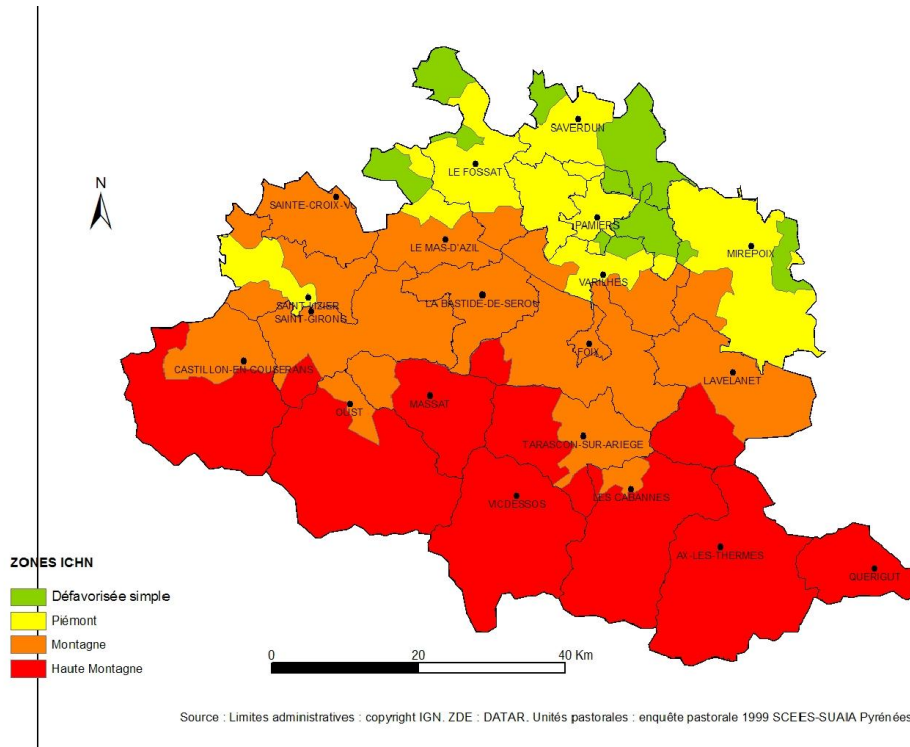 SAVERDUN
LE FOSSAT
N
SAINTE-CROIX-VO
PAMIERS
LE MAS-D'AZIL
MIREPOIX
VARILHES
SAINT-LIZIER
LA BASTIDE-DE-SEROU
SAINT-GIRONS
FOIX
CASTILLON-EN-COUSERANS
LAVELANET
MASSAT
OUST
TARASCON-SUR-ARIEGE
LES CABANNES
VICDESSOS
AX-LES-THERMES
QUERIGUT
ZONES ICHN
Défavorisée simple
Piémont
Montagne
Haute Montagne
0 20 40 Km
Source : Limites administratives : copyright IGN. ZDE : DATAR. Unités pastorales : enquête pastorale 1999 SCEES-SUAIA Pyrénées